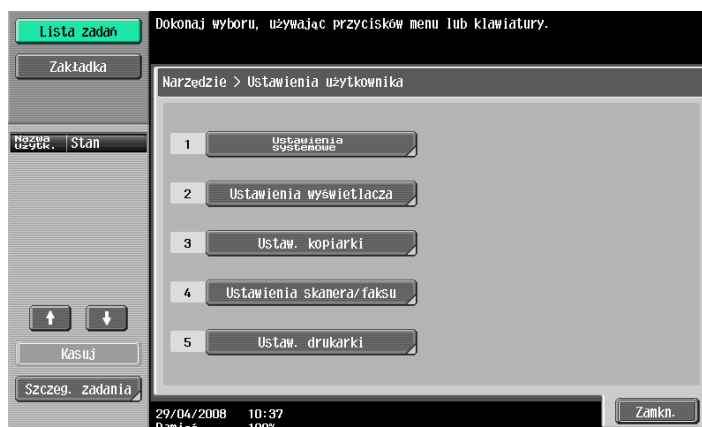 Lista zadań
Zakładka
Nazwa
użytk.
Stan
Kasuj
Szczeg. zadania
Dokonaj wyboru, używając przycisków menu lub klawiatury.
Narzędzie > Ustawienia użytkownika
1 Ustawienia
systemowe
2 Ustawienia wyświetlacza
3 Ustaw. kopiarki
4 Ustawienia skanera/faksu
5 Ustaw. drukarki
29/04/2008 10:37
Pamięć 100%
Zamkn.